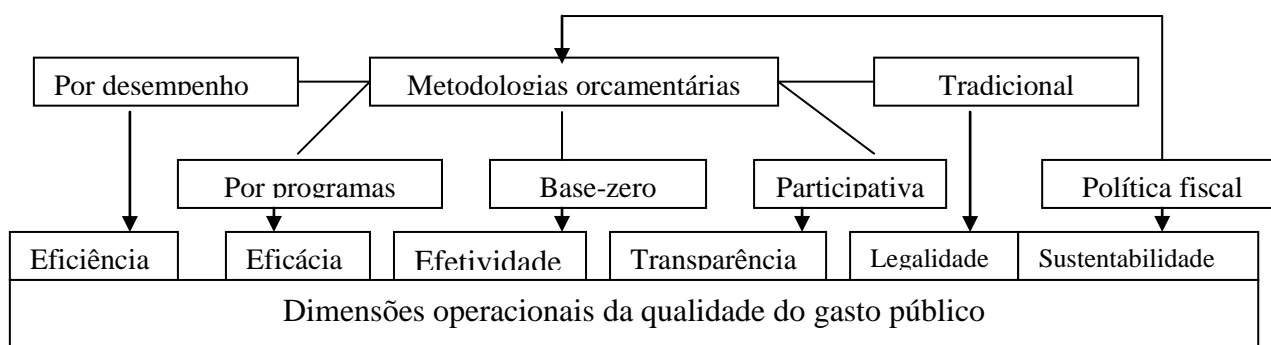 Por desempenho
Metodologias orçamentárias
Tradicional
Por programas
Base-zero
Participativa
Política fiscal
Eficiência
Eficácia
Efetividade
Transparência
Legalidade
Sustentabilidade
Dimensões operacionais da qualidade do gasto público